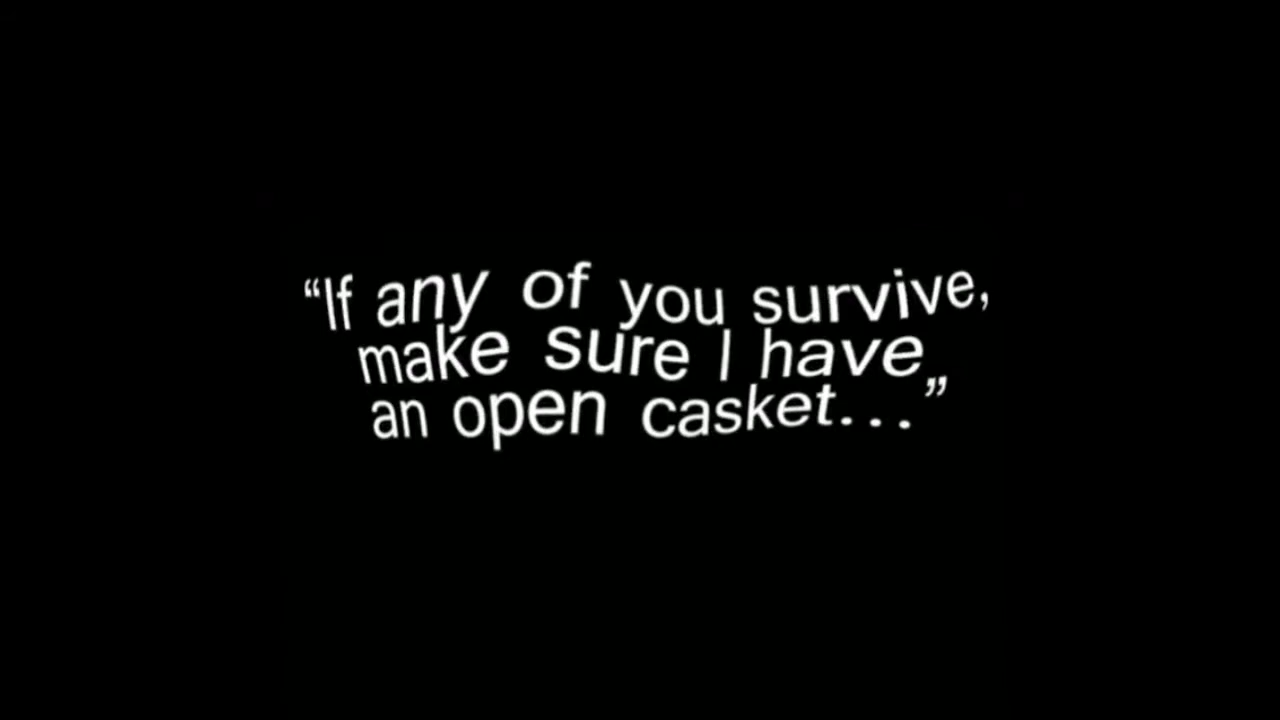 “If any of you survive,
make sure I have
an open casket...”